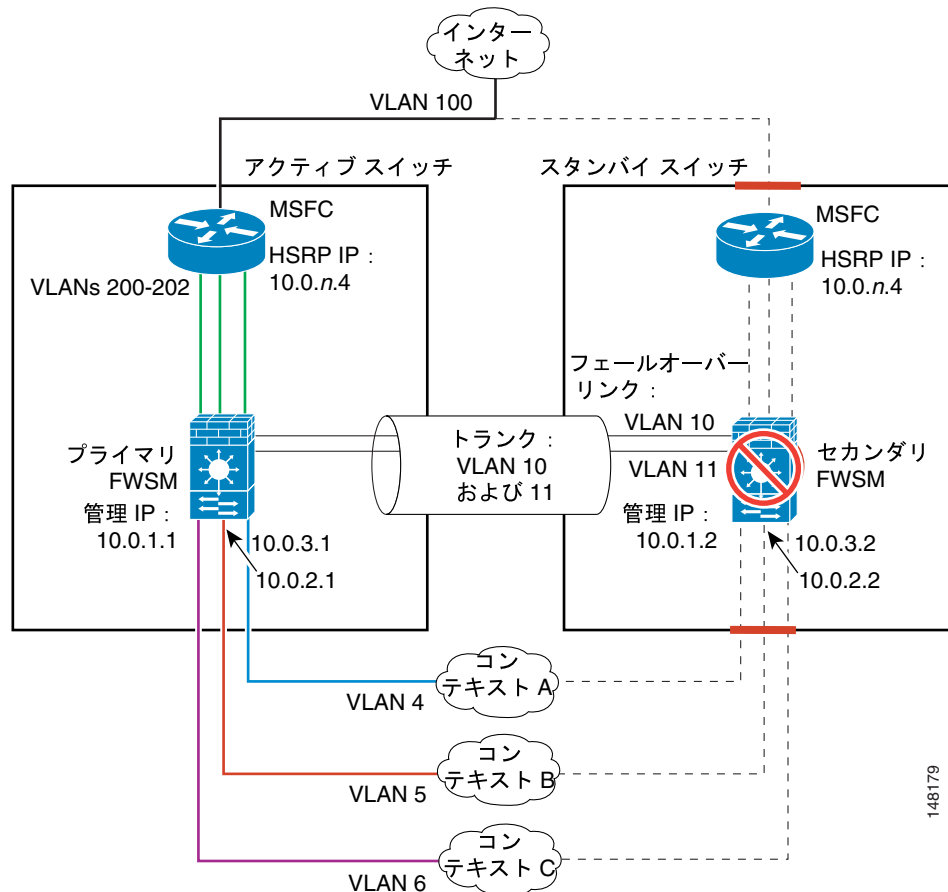 インター
ネット
VLAN 100
アクティブ スイッチ
スタンバイ スイッチ
MSFC
HSRP IP :
10.0.n.4
VLANs 200-202
MSFC
HSRP IP :
10.0.n.4
フェールオーバー
リンク :
VLAN 10
VLAN 11
トランク :
VLAN 10
および 11
プライマリ
FWSM
管理 IP :
10.0.1.1
10.0.3.1
10.0.2.1
セカンダリ
FWSM
管理 IP :
10.0.1.2
10.0.3.2
10.0.2.2
コン
テキスト A
VLAN 4
コン
テキスト B
VLAN 5
コン
テキスト C
VLAN 6
148179